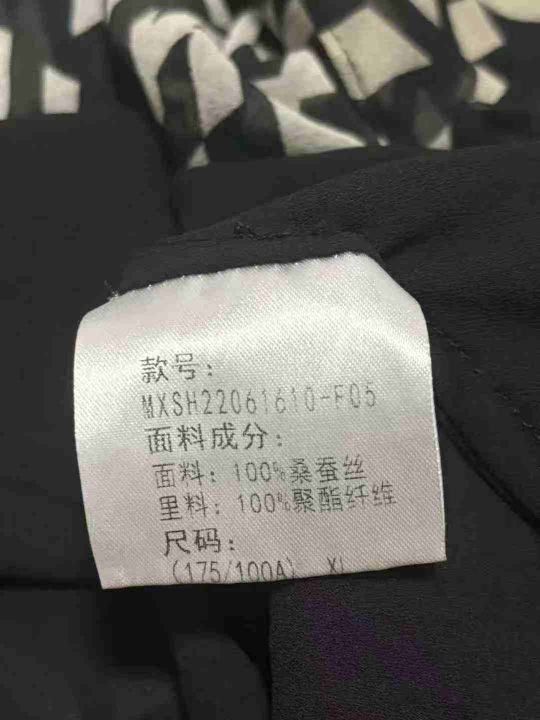 款号：
MXSH22061610-F05
面料成分：
面料：100%桑蚕丝
里料：100%聚酯纤维
尺码：
(175/100A) XL